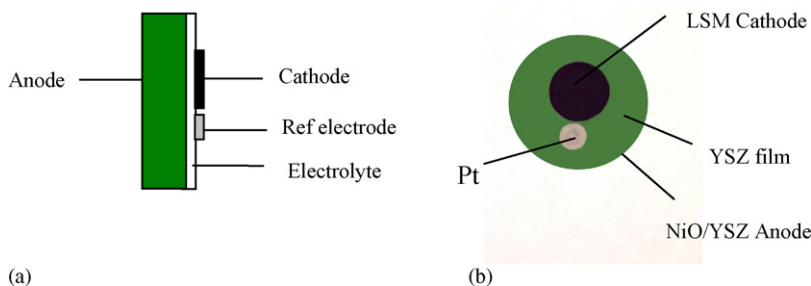 Anode
Cathode
Ref electrode
Electrolyte
(a)
LSM Cathode
YSZ film
Pt
NiO/YSZ Anode
(b)